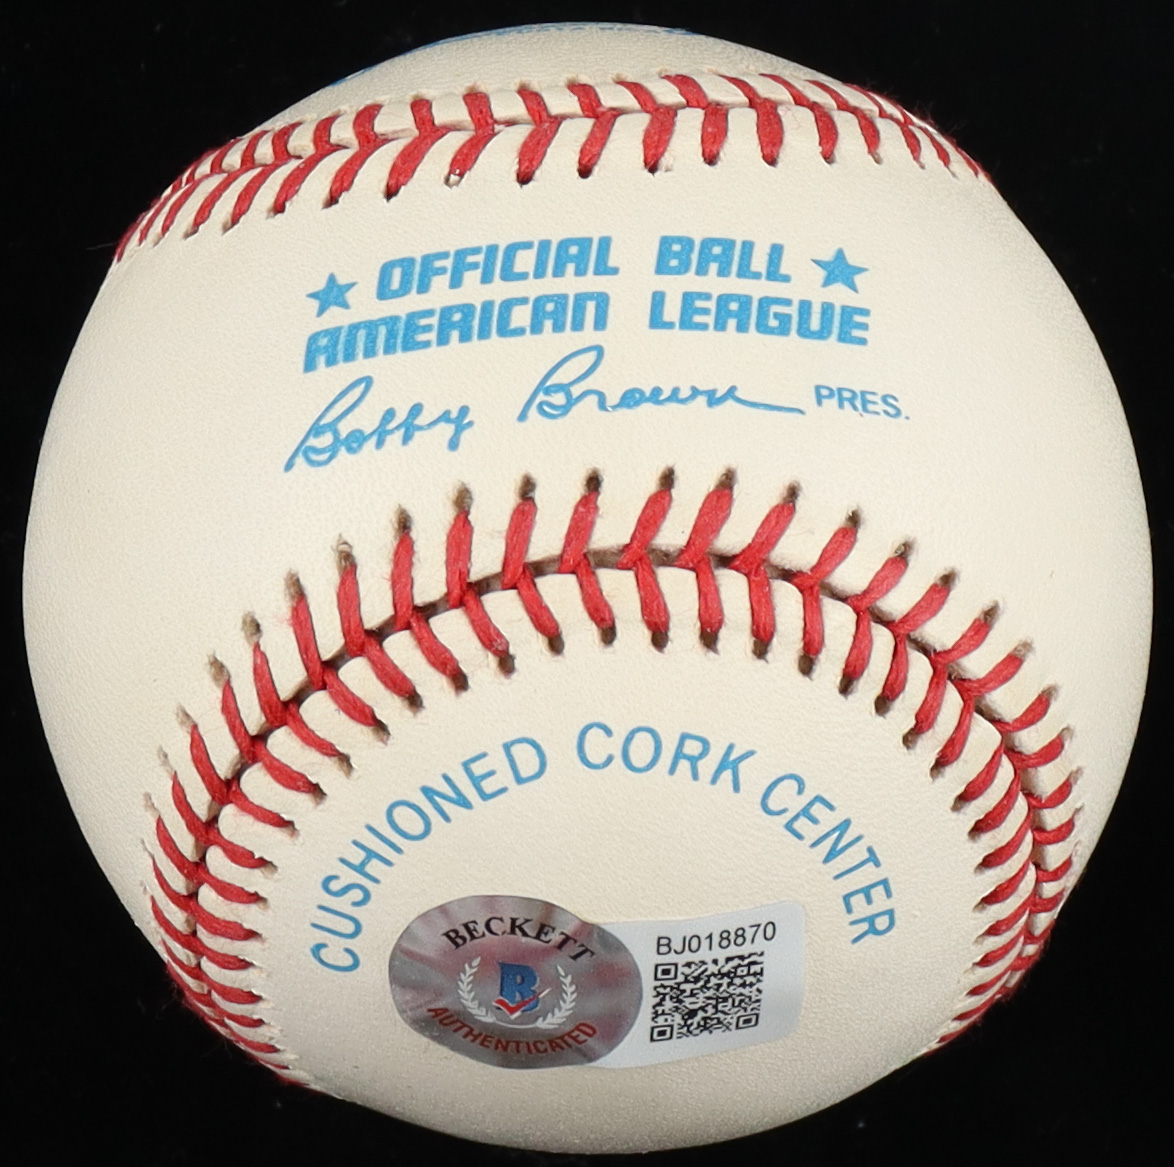 OFFICIAL BALL
AMERICAN LEAGUE
Bobby Brown PRES.
CUSHIONED CORK CENTER
BECKETT
B
AUTHENTICATED
BJ018870